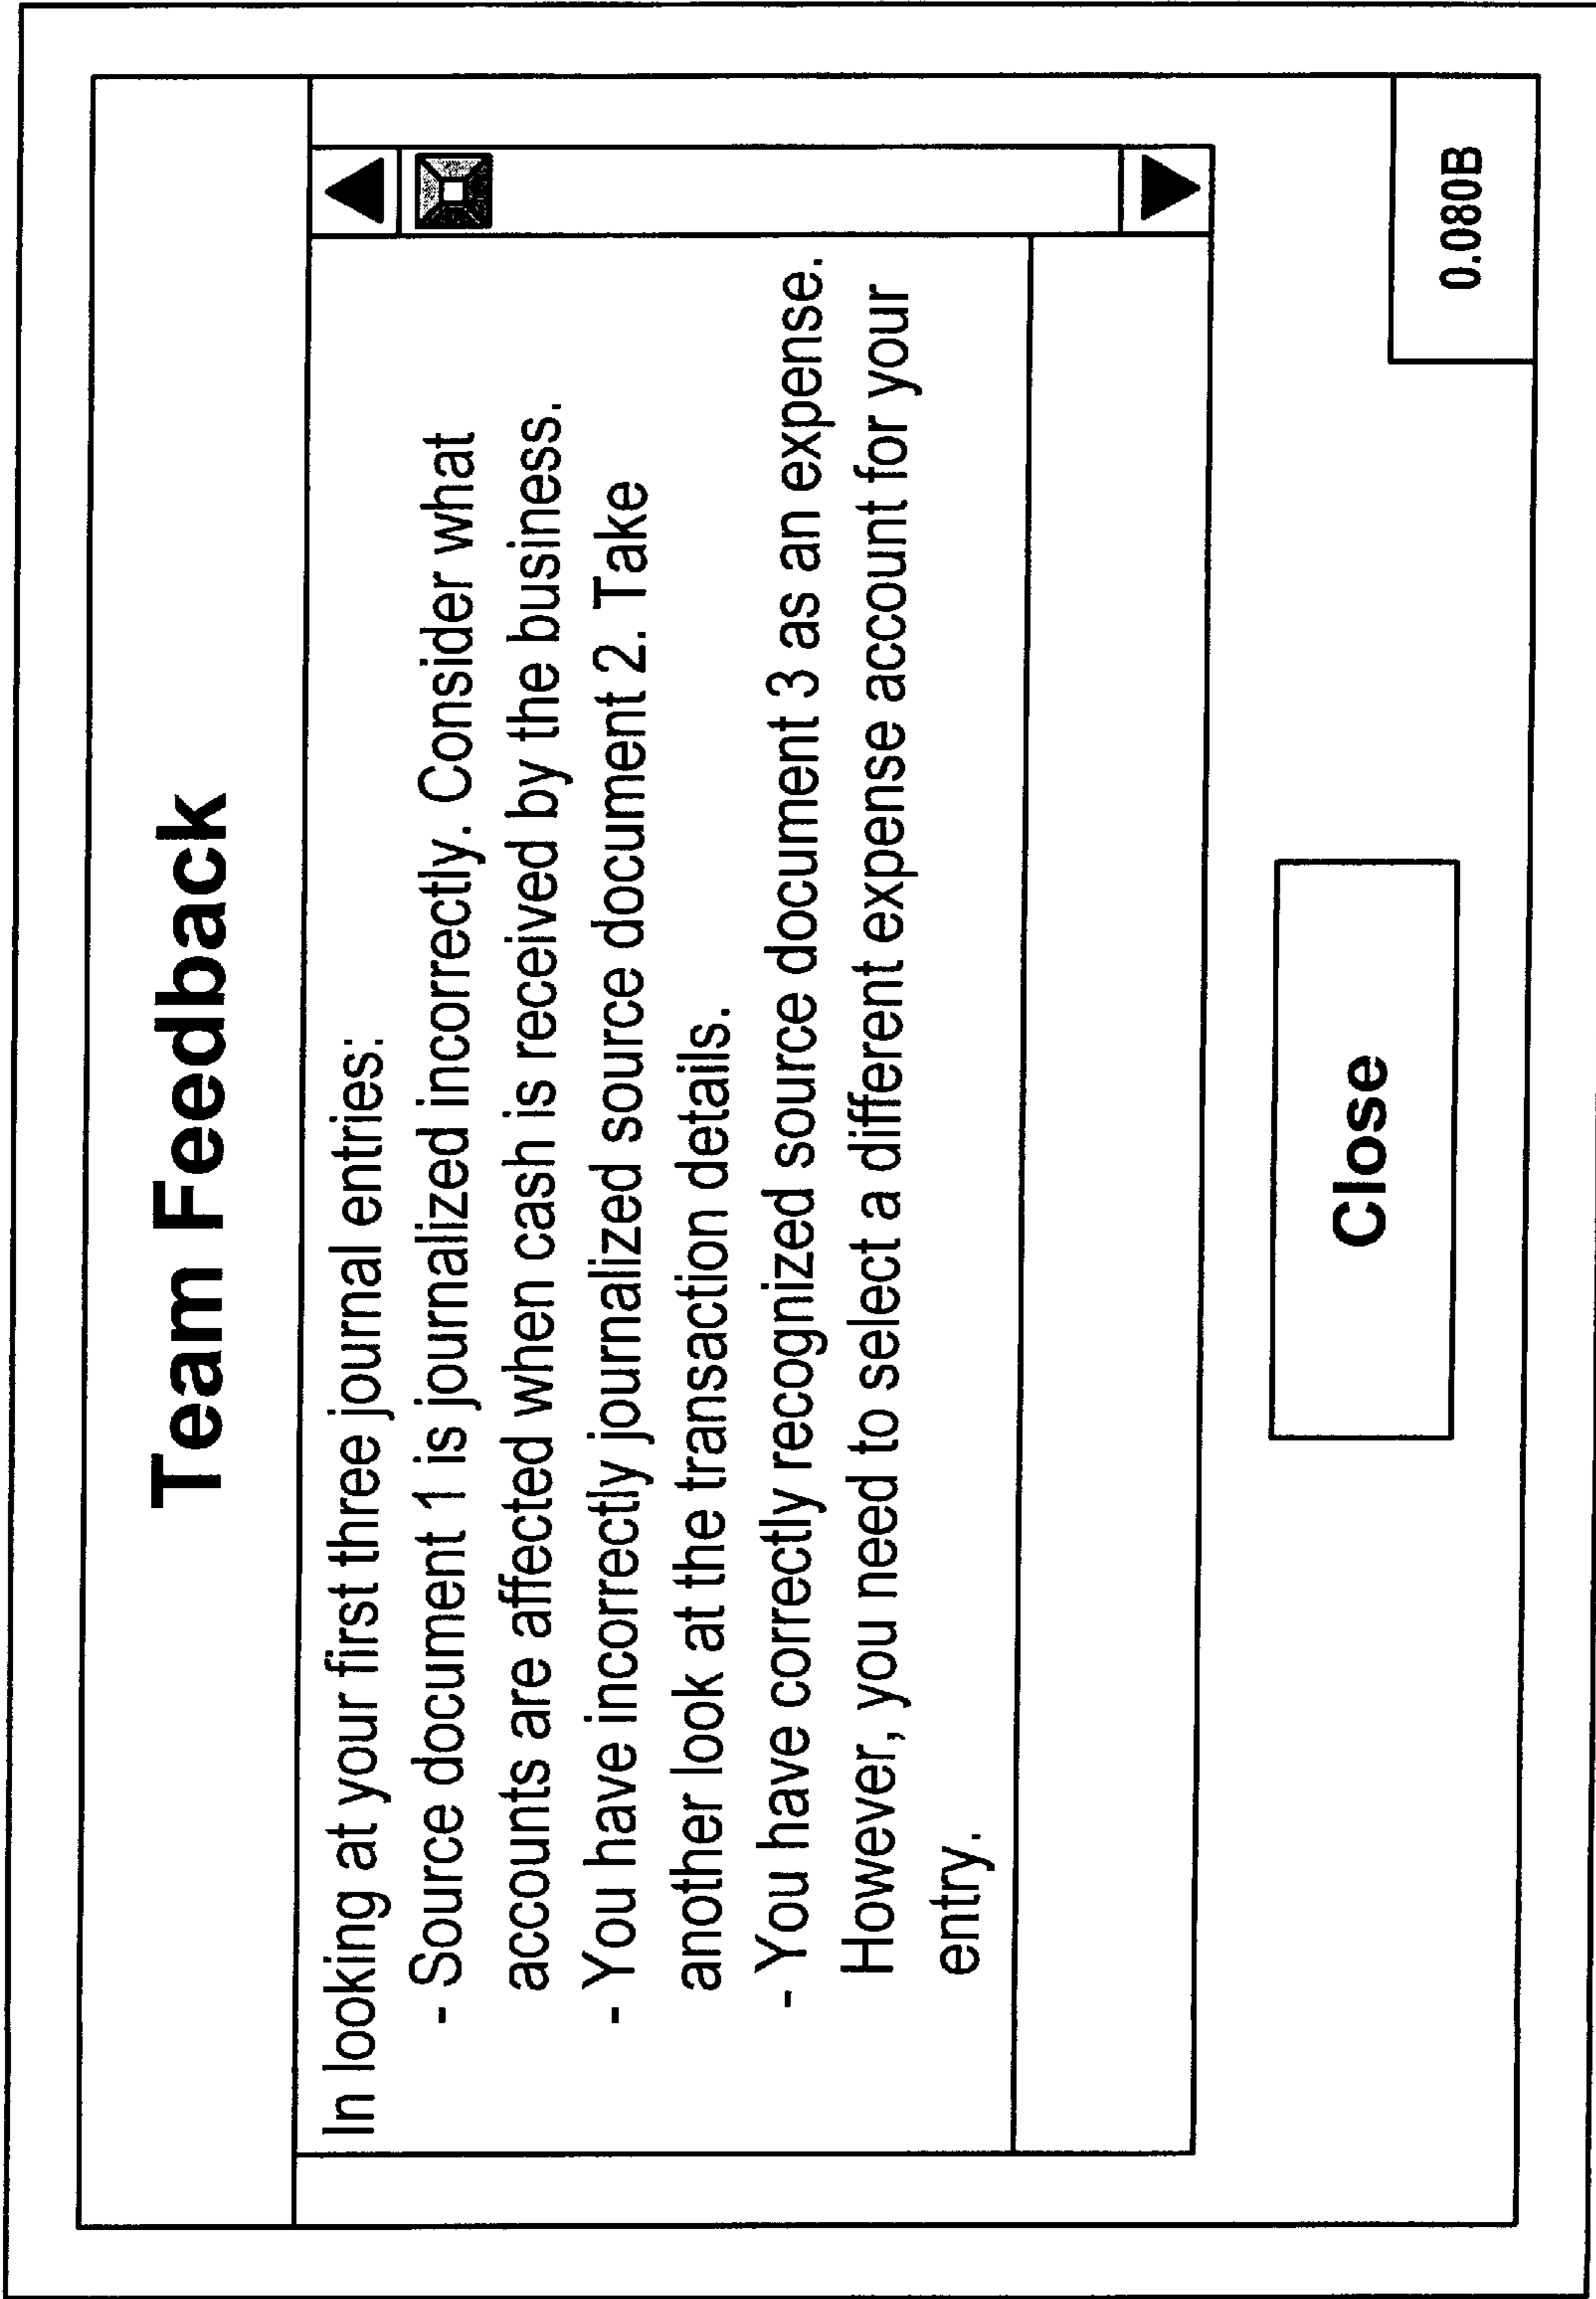 Team Feedback
In looking at your first three journal entries:
- Source document 1 is journalized incorrectly. Consider what
accounts are affected when cash is received by the business.
- You have incorrectly journalized source document 2. Take
another look at the transaction details.
- You have correctly recognized source document 3 as an expense.
However, you need to select a different expense account for your
entry.
Close
0.080B